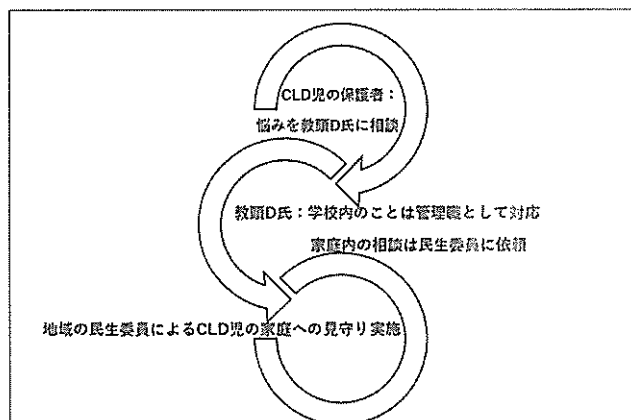 CLD児の保護者：
悩みを教頭D氏に相談
教頭D氏：学校内のことは管理職として対応
家庭内の相談は民生委員に依頼
地域の民生委員によるCLD児の家庭への見守り実施